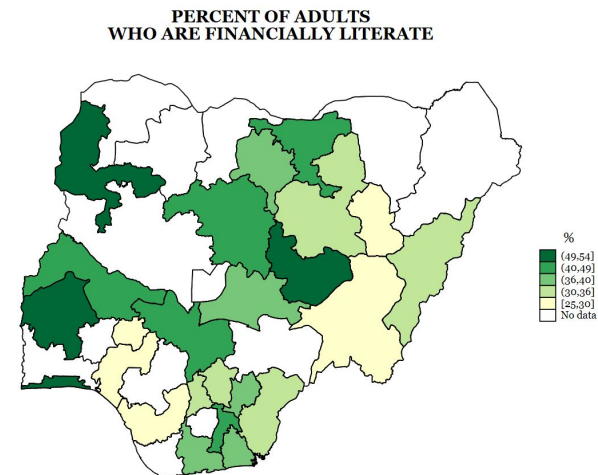 PERCENT OF ADULTS
WHO ARE FINANCIALLY LITERATE
%
(49,54]
(40,49]
(36,40]
(30,36]
[25,30]
No data